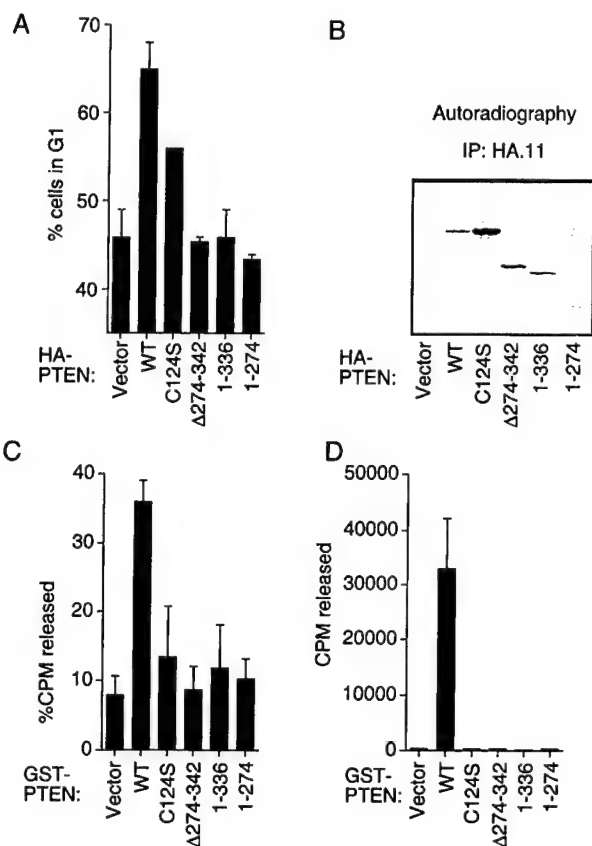 A
% cells in G1
70
60
50
40
HA-
PTEN:
Vector
WT
C124S
Δ274-342
1-336
1-274
B
Autoradiography
IP: HA.11
HA-
PTEN:
Vector
WT
C124S
Δ274-342
1-336
1-274
C
%CPM released
40
30
20
10
0
GST-
PTEN:
Vector
WT
C124S
Δ274-342
1-336
1-274
D
CPM released
50000
40000
30000
20000
10000
0
GST-
PTEN:
Vector
WT
C124S
Δ274-342
1-336
1-274